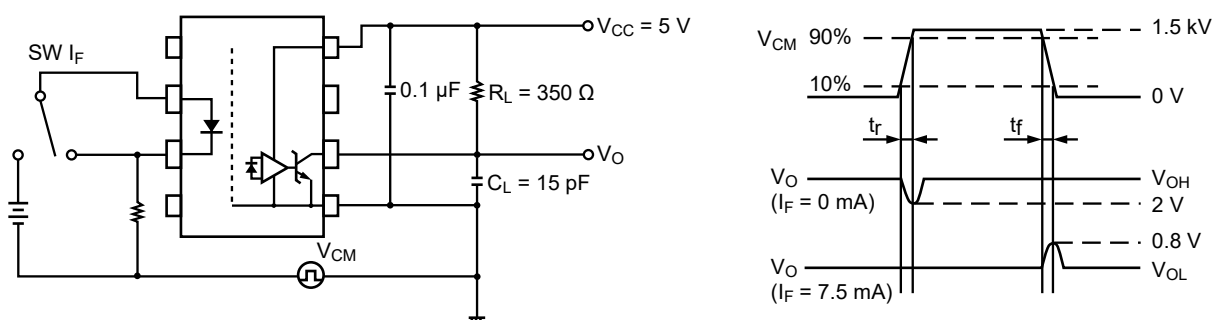 SW I_F
V_CC = 5 V
0.1 µF
R_L = 350 Ω
V_O
C_L = 15 pF
V_CM
V_CM 90%
1.5 kV
10%
0 V
t_r
t_f
V_O
(I_F = 0 mA)
V_OH
2 V
0.8 V
V_O
(I_F = 7.5 mA)
V_OL